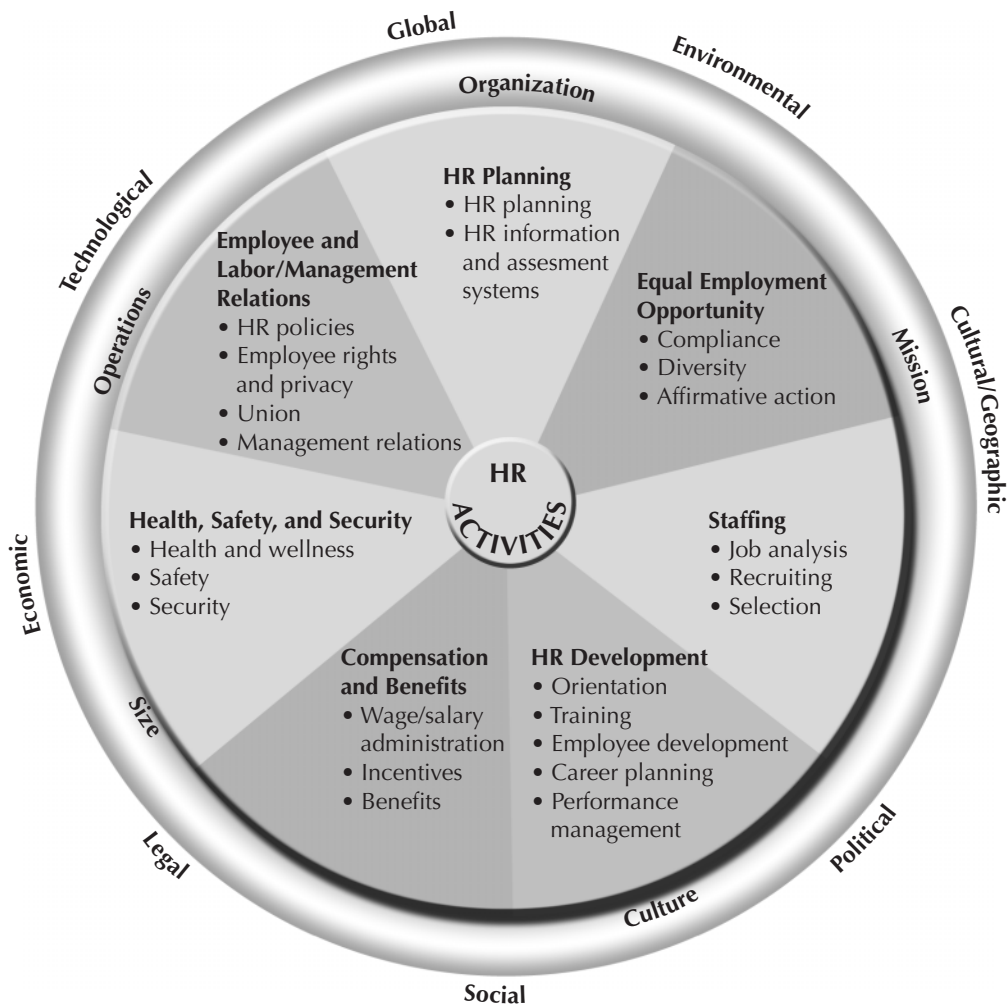 Global
Environmental
Organization
Technological
HR Planning
• HR planning
• HR information
and assesment
systems
Employee and
Labor/Management
Relations
• HR policies
• Employee rights
and privacy
• Union
• Management relations
Equal Employment
Opportunity
• Compliance
• Diversity
• Affirmative action
Operations
Mission
Cultural/Geographic
HR
ACTIVITIES
Health, Safety, and Security
• Health and wellness
• Safety
• Security
Staffing
• Job analysis
• Recruiting
• Selection
Economic
Compensation
and Benefits
• Wage/salary
administration
• Incentives
• Benefits
HR Development
• Orientation
• Training
• Employee development
• Career planning
• Performance
management
Size
Legal
Political
Culture
Social